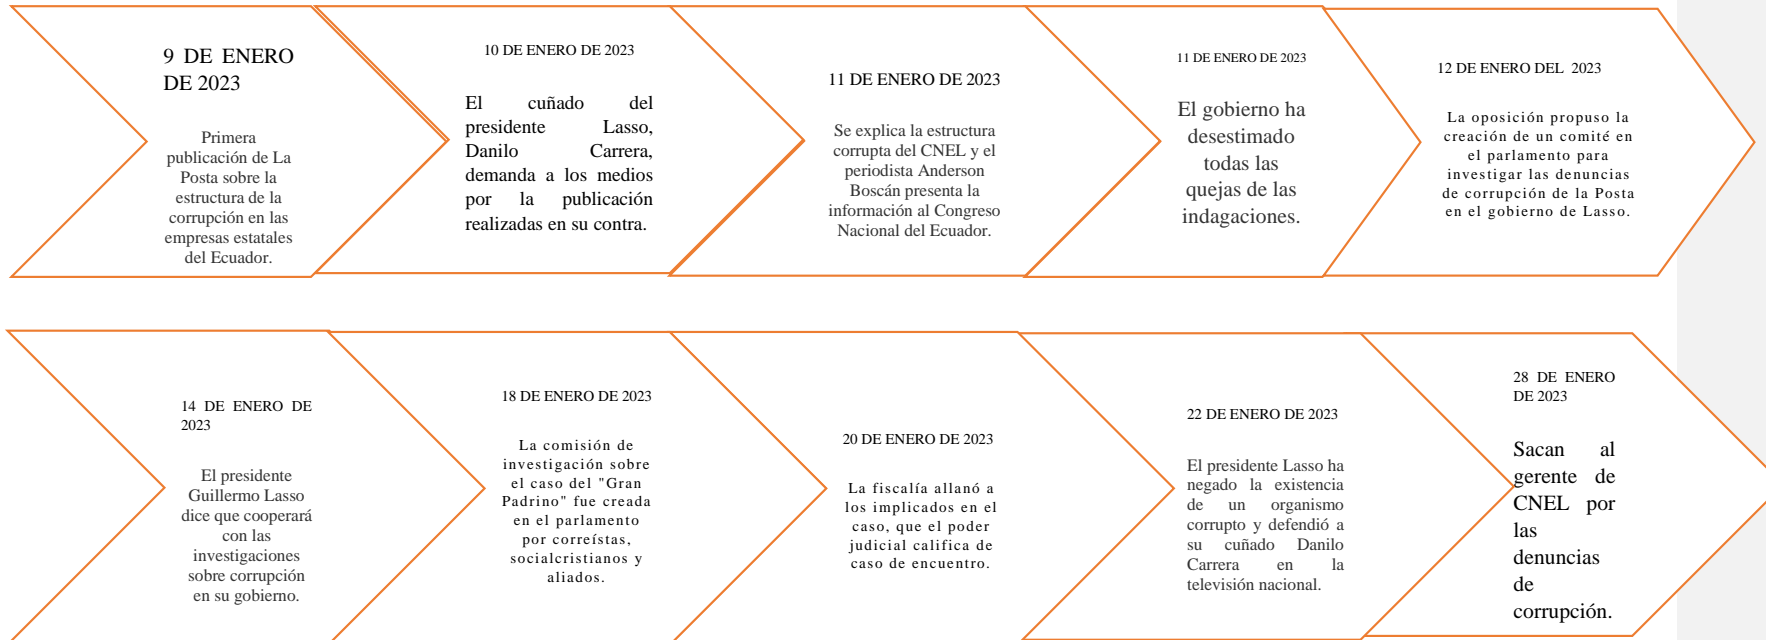 9 DE ENERO
DE 2023
Primera
publicación de La
Posta sobre la
estructura de la
corrupción en las
empresas estatales
del Ecuador.
10 DE ENERO DE 2023
El cuñado del
presidente Lasso,
Danilo Carrera,
demanda a los medios
por la publicación
realizadas en su contra.
11 DE ENERO DE 2023
Se explica la estructura
corrupta del CNEL y el
periodista Anderson
Boscán presenta la
información al Congreso
Nacional del Ecuador.
11 DE ENERO DE 2023
El gobierno ha
desestimado
todas las
quejas de las
indagaciones.
12 DE ENERO DEL 2023
La oposición propuso la
creación de un comité en
el parlamento para
investigar las denuncias
de corrupción de la Posta
en el gobierno de Lasso.
14 DE ENERO DE
2023
El presidente
Guillermo Lasso
dice que cooperará
con las
investigaciones
sobre corrupción
en su gobierno.
18 DE ENERO DE 2023
La comisión de
investigación sobre
el caso del "Gran
Padrino" fue creada
en el parlamento
por correístas,
socialcristianos y
aliados.
20 DE ENERO DE 2023
La fiscalía allanó a
los implicados en el
caso, que el poder
judicial califica de
caso de encuentro.
22 DE ENERO DE 2023
El presidente Lasso ha
negado la existencia
de un organismo
corrupto y defendió a
su cuñado Danilo
Carrera en la
televisión nacional.
28 DE ENERO
DE 2023
Sacan al
gerente de
CNEL por
las
denuncias
de
corrupción.